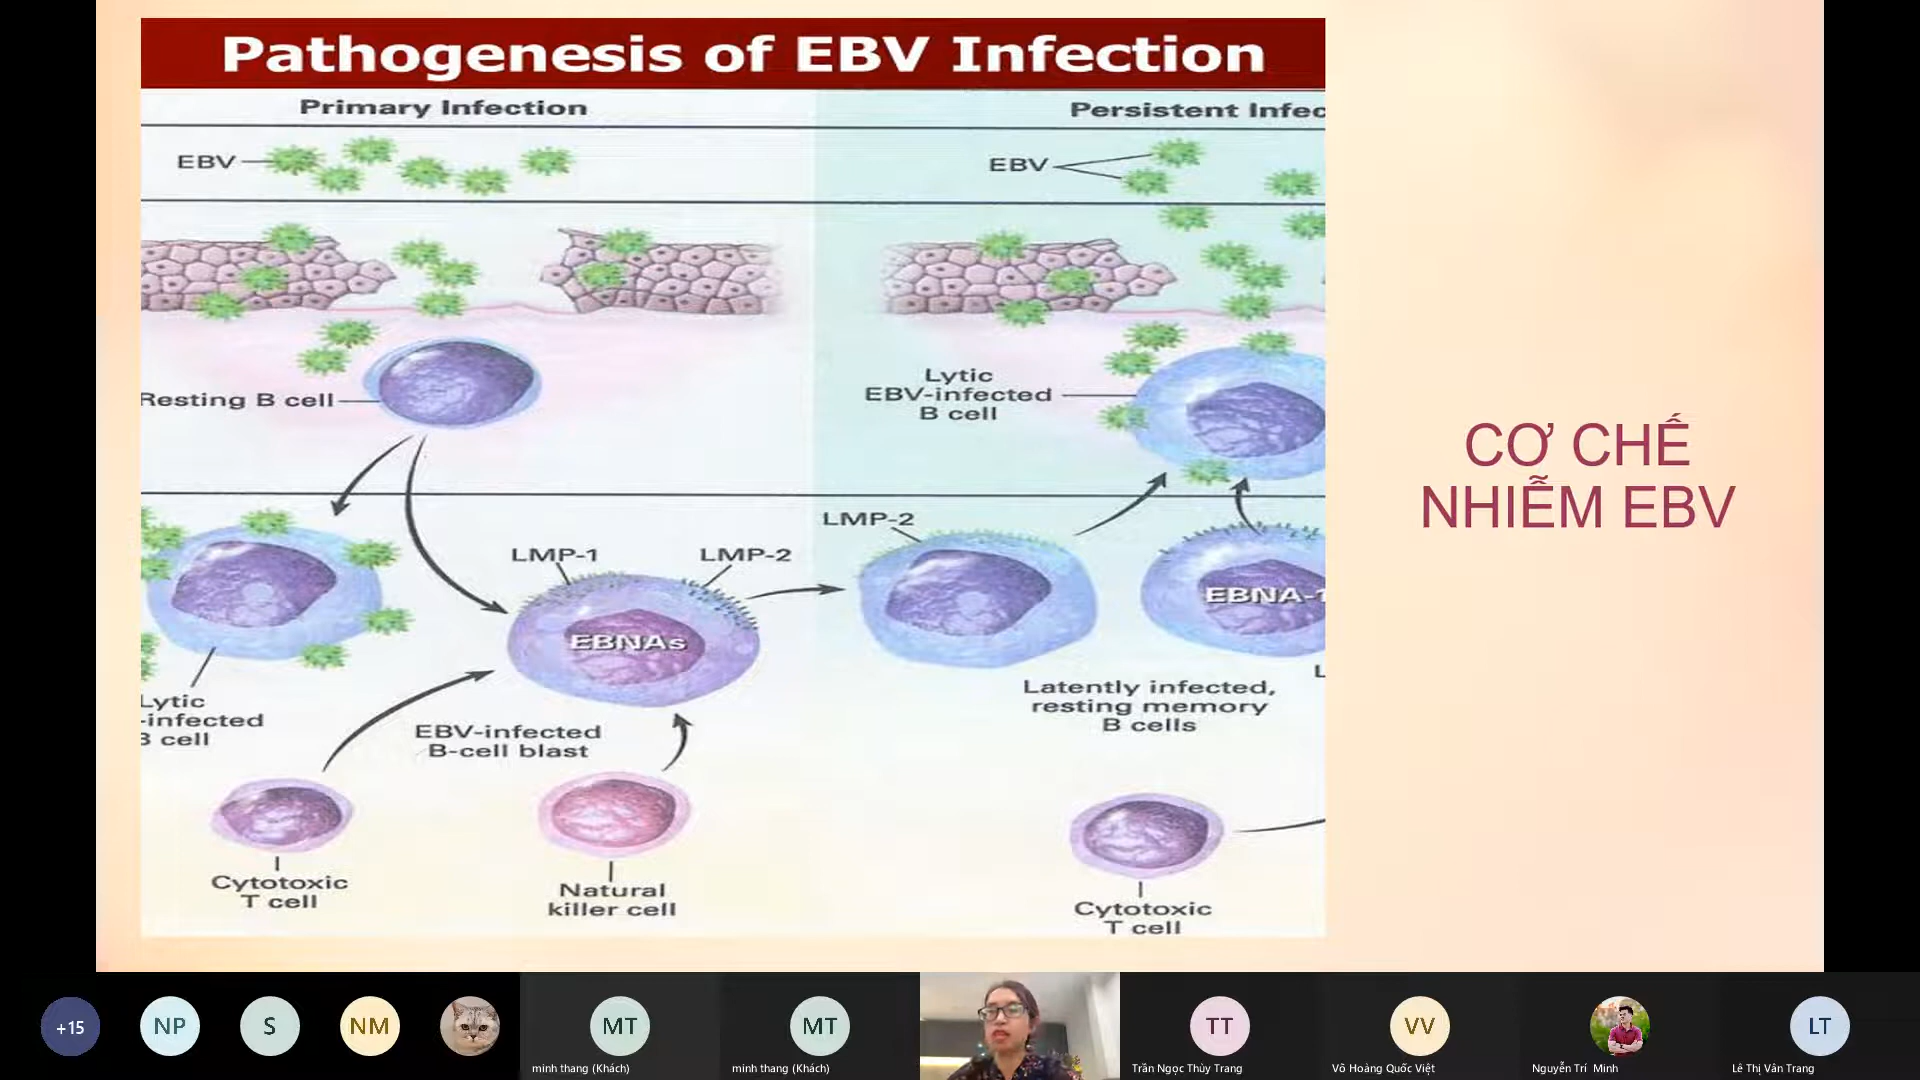 Pathogenesis of EBV Infection
Primary Infection
Persistent Infec
EBV
EBV
Resting B cell
Lytic
EBV-infected
B cell
CƠ CHẾ
NHIỄM EBV
LMP-1
LMP-2
LMP-2
EBNAs
EBNA-1
Lytic
-infected
B cell
EBV-infected
B-cell blast
Latently infected,
resting memory
B cells
L
Cytotoxic
T cell
Natural
killer cell
Cytotoxic
T cell
+15
NP
S
NM
MT
minh thang (Khách)
MT
minh thang (Khách)
TT
Trần Ngọc Thùy Trang
VV
Võ Hoàng Quốc Việt
Nguyễn Trí Minh
LT
Lê Thị Vân Trang